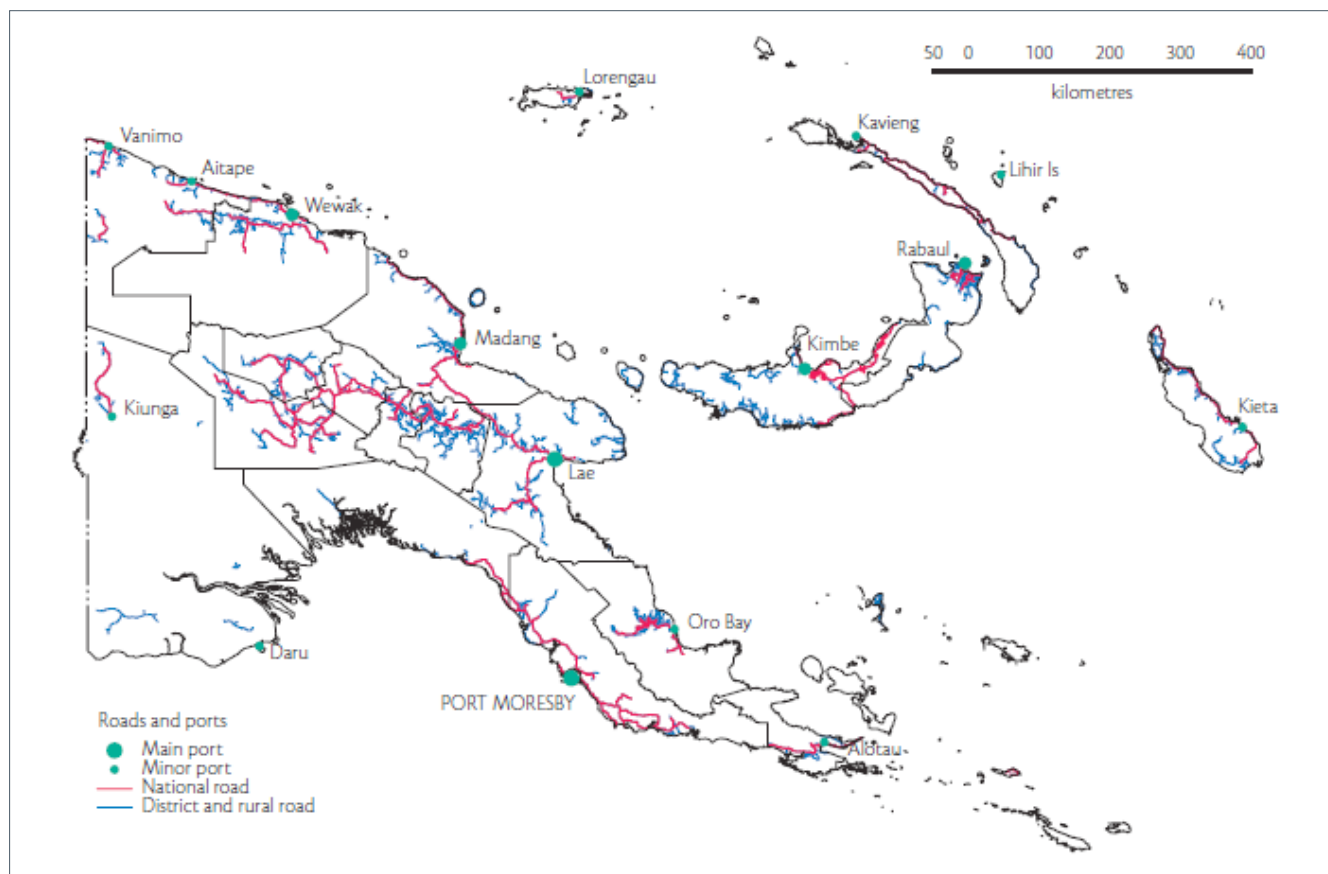 50 0 100 200 300 400
kilometres
Lorengau
Kavieng
Vanimo
Lihir Is
Aitape
Wewak
Rabaul
Madang
Kimbe
Kiunga
Kieta
Lae
Oro Bay
Daru
PORT MORESBY
Alotau
Roads and ports
Main port
Minor port
National road
District and rural road